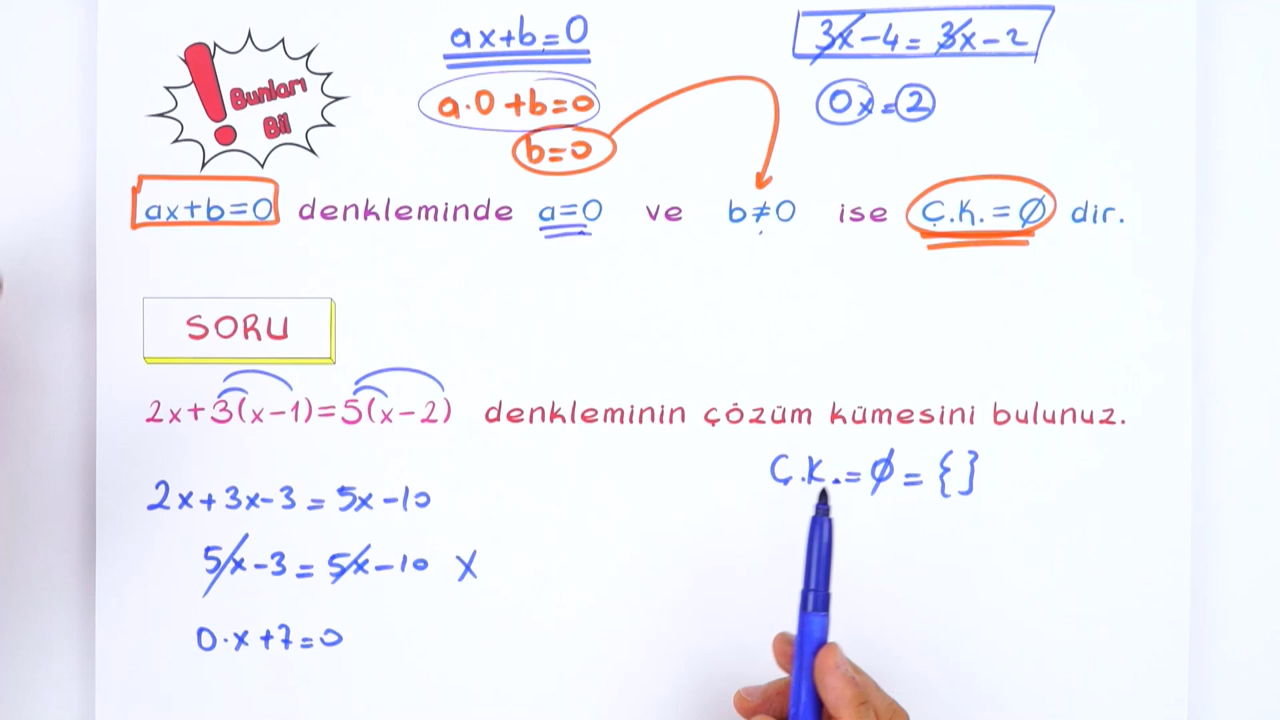 Bunları
Bil
ax+b=0
a·0+b=0
b=0
3x-4=3x-2
0x=2
ax+b=0 denkleminde a=0 ve b≠0 ise Ç.K.=∅ dir.
SORU
2x+3(x-1)=5(x-2) denkleminin çözüm kümesini bulunuz.
Ç.K.=∅={}
2x+3x-3=5x-10
5x-3=5x-10 X
0·x+7=0